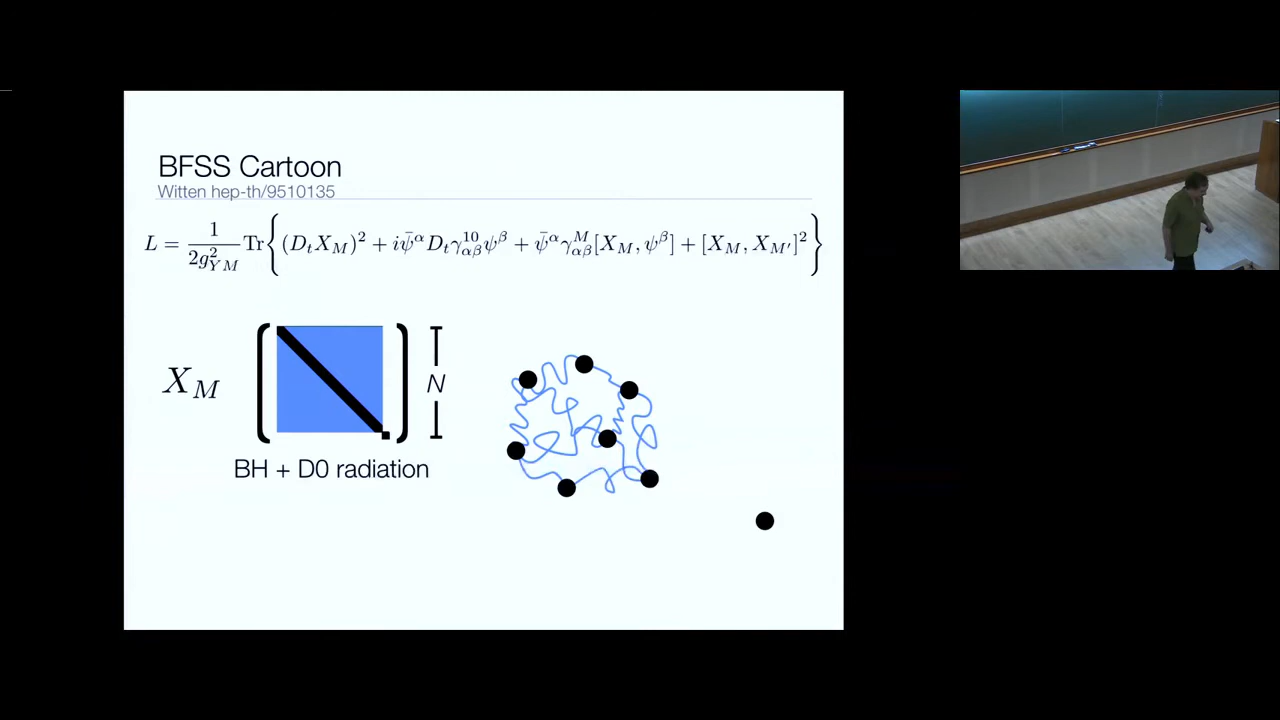 BFSS Cartoon
Witten hep-th/9510135
L = \frac{1}{2g_{YM}^2} Tr \Big\{ (D_t X_M)^2 + i\bar{\psi}^\alpha D_t \gamma^{10}_{\alpha\beta} \psi^\beta + \bar{\psi}^\alpha \gamma^M_{\alpha\beta} [X_M, \psi^\beta] + [X_M, X_{M'}]^2 \Big\}
X_M
N
BH + D0 radiation